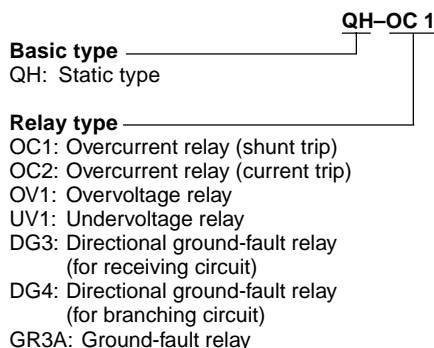 QH–OC 1
Basic type
QH: Static type
Relay type
OC1: Overcurrent relay (shunt trip)
OC2: Overcurrent relay (current trip)
OV1: Overvoltage relay
UV1: Undervoltage relay
DG3: Directional ground-fault relay
(for receiving circuit)
DG4: Directional ground-fault relay
(for branching circuit)
GR3A: Ground-fault relay